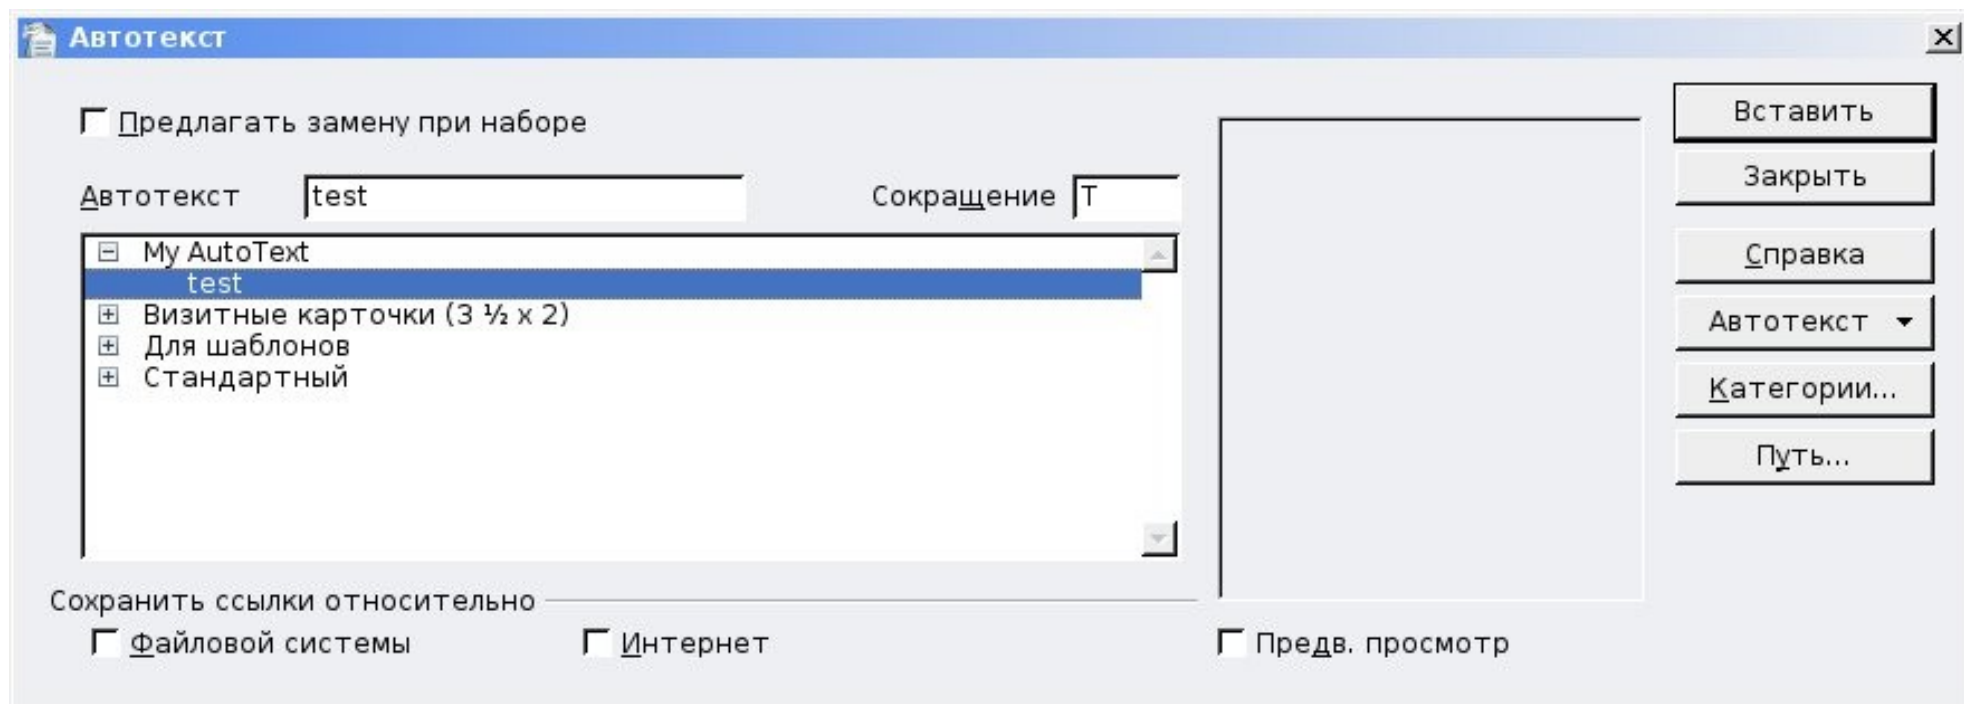 Автотекст
Предлагать замену при наборе
Автотекст test Сокращение T
My AutoText
test
Визитные карточки (3 ½ x 2)
Для шаблонов
Стандартный
Сохранить ссылки относительно
Файловой системы Интернет Предв. просмотр
Вставить
Закрыть
Справка
Автотекст
Категории...
Путь...